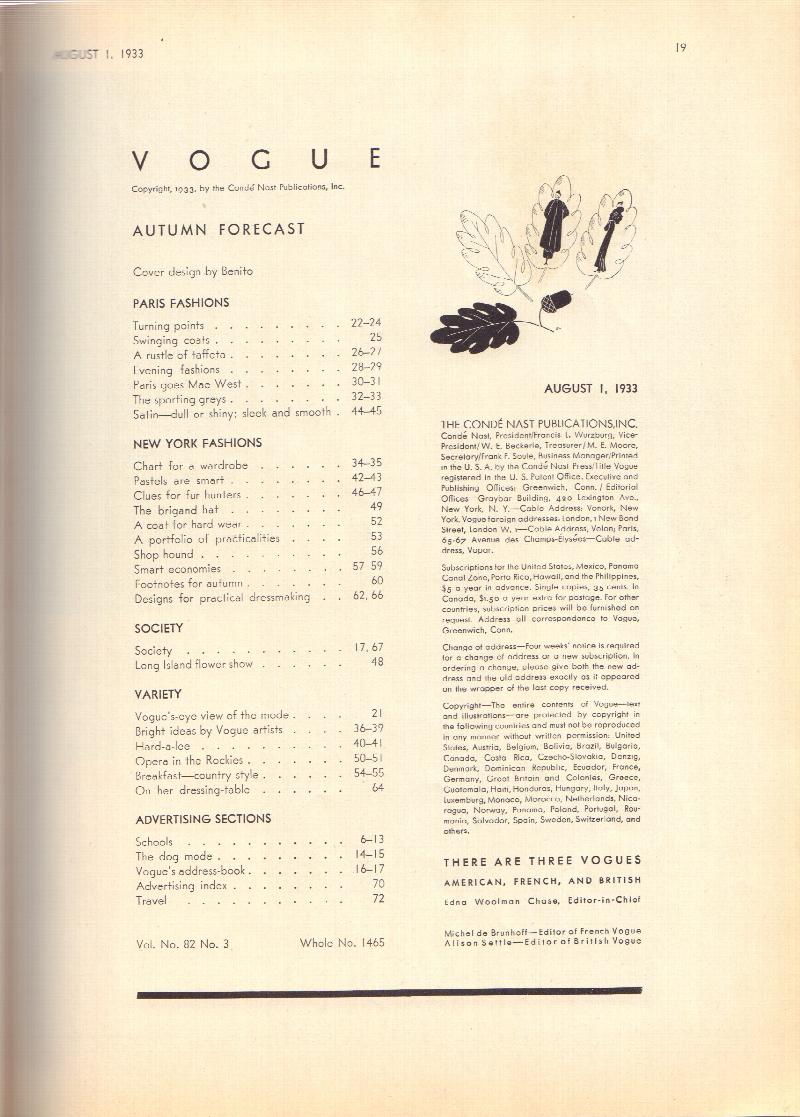 AUGUST 1, 1933
19
VOGUE
Copyright, 1933, by the Condé Nast Publications, Inc.
AUTUMN FORECAST
Cover design by Benito
PARIS FASHIONS
Turning points . . . . . . . . . 22–24
Swinging coats . . . . . . . . . 25
A rustle of taffeta . . . . . . . . 26–27
Evening fashions . . . . . . . . 28–29
Paris goes Mae West . . . . . . . 30–31
The sporting greys . . . . . . . . 32–33
Satin—dull or shiny; sleek and smooth . 44–45
NEW YORK FASHIONS
Chart for a wardrobe . . . . . . 34–35
Pastels are smart . . . . . . . . 42–43
Clues for fur hunters . . . . . . . 46–47
The brigand hat . . . . . . . . 49
A coat for hard wear . . . . . . . 52
A portfolio of practicalities . . . . . 53
Shop hound . . . . . . . . . . 56
Smart economies . . . . . . . . 57-59
Footnotes for autumn . . . . . . . 60
Designs for practical dressmaking . . 62, 66
SOCIETY
Society . . . . . . . . . . . 17, 67
Long Island flower show . . . . . . 48
VARIETY
Vogue's-eye view of the mode . . . . 21
Bright ideas by Vogue artists . . . . 36–39
Hard-a-lee . . . . . . . . . . 40–41
Opera in the Rockies . . . . . . . 50–51
Breakfast—country style . . . . . . 54–55
On her dressing-table . . . . . . 64
ADVERTISING SECTIONS
Schools . . . . . . . . . . . 6–13
The dog mode . . . . . . . . . 14–15
Vogue's address-book . . . . . . . 16–17
Advertising index . . . . . . . . 70
Travel . . . . . . . . . . . 72
Vol. No. 82 No. 3 Whole No. 1465
AUGUST 1, 1933
THE CONDÉ NAST PUBLICATIONS, INC.
Condé Nast, President/Francis L. Wurzburg, Vice-
President/W. E. Beckerle, Treasurer/M. E. Moore,
Secretary/Frank F. Soule, Business Manager/Printed
in the U. S. A. by the Condé Nast Press/Title Vogue
registered in the U. S. Patent Office. Executive and
Publishing Offices: Greenwich, Conn. / Editorial
Offices—Graybar Building, 420 Lexington Ave.,
New York, N. Y.—Cable Address: Vonork, New
York. Vogue foreign addresses: London, 1 New Bond
Street, London W. 1—Cable Address, Volon; Paris,
65-67 Avenue des Champs-Elysées—Cable ad-
dress, Vopar.
Subscriptions for the United States, Mexico, Panama
Canal Zone, Porto Rico, Hawaii, and the Philippines,
$5 a year in advance. Single copies, 35 cents. In
Canada, $1.50 a year extra for postage. For other
countries, subscription prices will be furnished on
request. Address all correspondence to Vogue,
Greenwich, Conn.
Change of address—Four weeks' notice is required
for a change of address or a new subscription. In
ordering a change, please give both the new ad-
dress and the old address exactly as it appeared
on the wrapper of the last copy received.
Copyright—The entire contents of Vogue—text
and illustrations—are protected by copyright in
the following countries and must not be reproduced
in any manner without written permission: United
States, Austria, Belgium, Bolivia, Brazil, Bulgaria,
Canada, Costa Rica, Czecho-Slovakia, Danzig,
Denmark, Dominican Republic, Ecuador, France,
Germany, Great Britain and Colonies, Greece,
Guatemala, Haiti, Honduras, Hungary, Italy, Japan,
Luxemburg, Monaco, Morocco, Netherlands, Nica-
ragua, Norway, Panama, Poland, Portugal, Rou-
mania, Salvador, Spain, Sweden, Switzerland, and
others.
THERE ARE THREE VOGUES
AMERICAN, FRENCH, AND BRITISH
Edna Woolman Chase, Editor-in-Chief
Michel de Brunhoff—Editor of French Vogue
Alison Settle—Editor of British Vogue